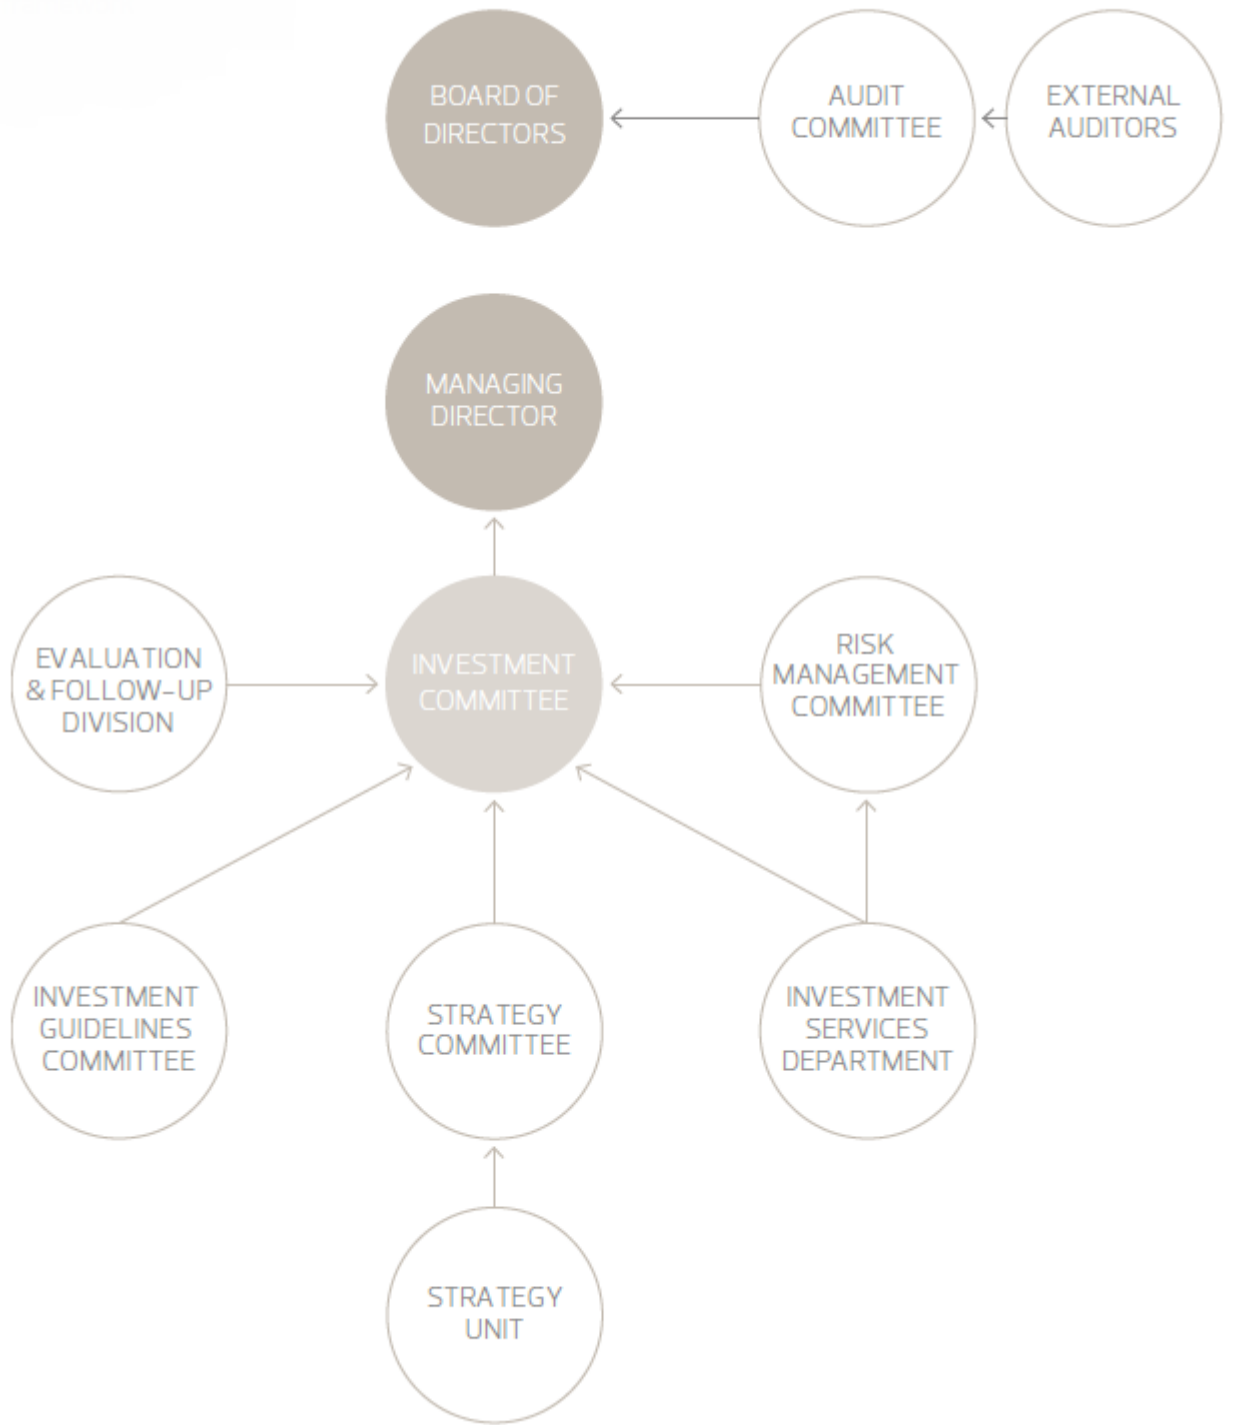 BOARD OF
DIRECTORS
AUDIT
COMMITTEE
EXTERNAL
AUDITORS
MANAGING
DIRECTOR
EVALUATION
& FOLLOW-UP
DIVISION
INVESTMENT
COMMITTEE
RISK
MANAGEMENT
COMMITTEE
INVESTMENT
GUIDELINES
COMMITTEE
STRATEGY
COMMITTEE
INVESTMENT
SERVICES
DEPARTMENT
STRATEGY
UNIT